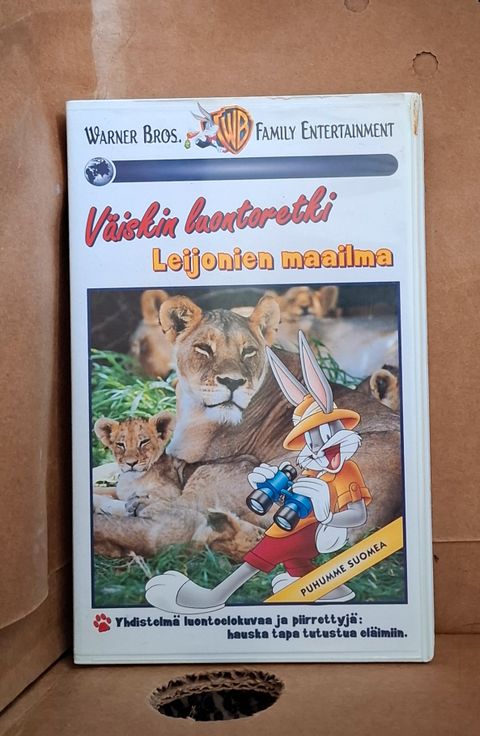 WARNER BROS. WB FAMILY ENTERTAINMENT
Väiskin luontoretki
Leijonien maailma
PUHUMME SUOMEA
Yhdistelmä luontoelokuvaa ja piirrettyjä:
hauska tapa tutustua eläimiin.